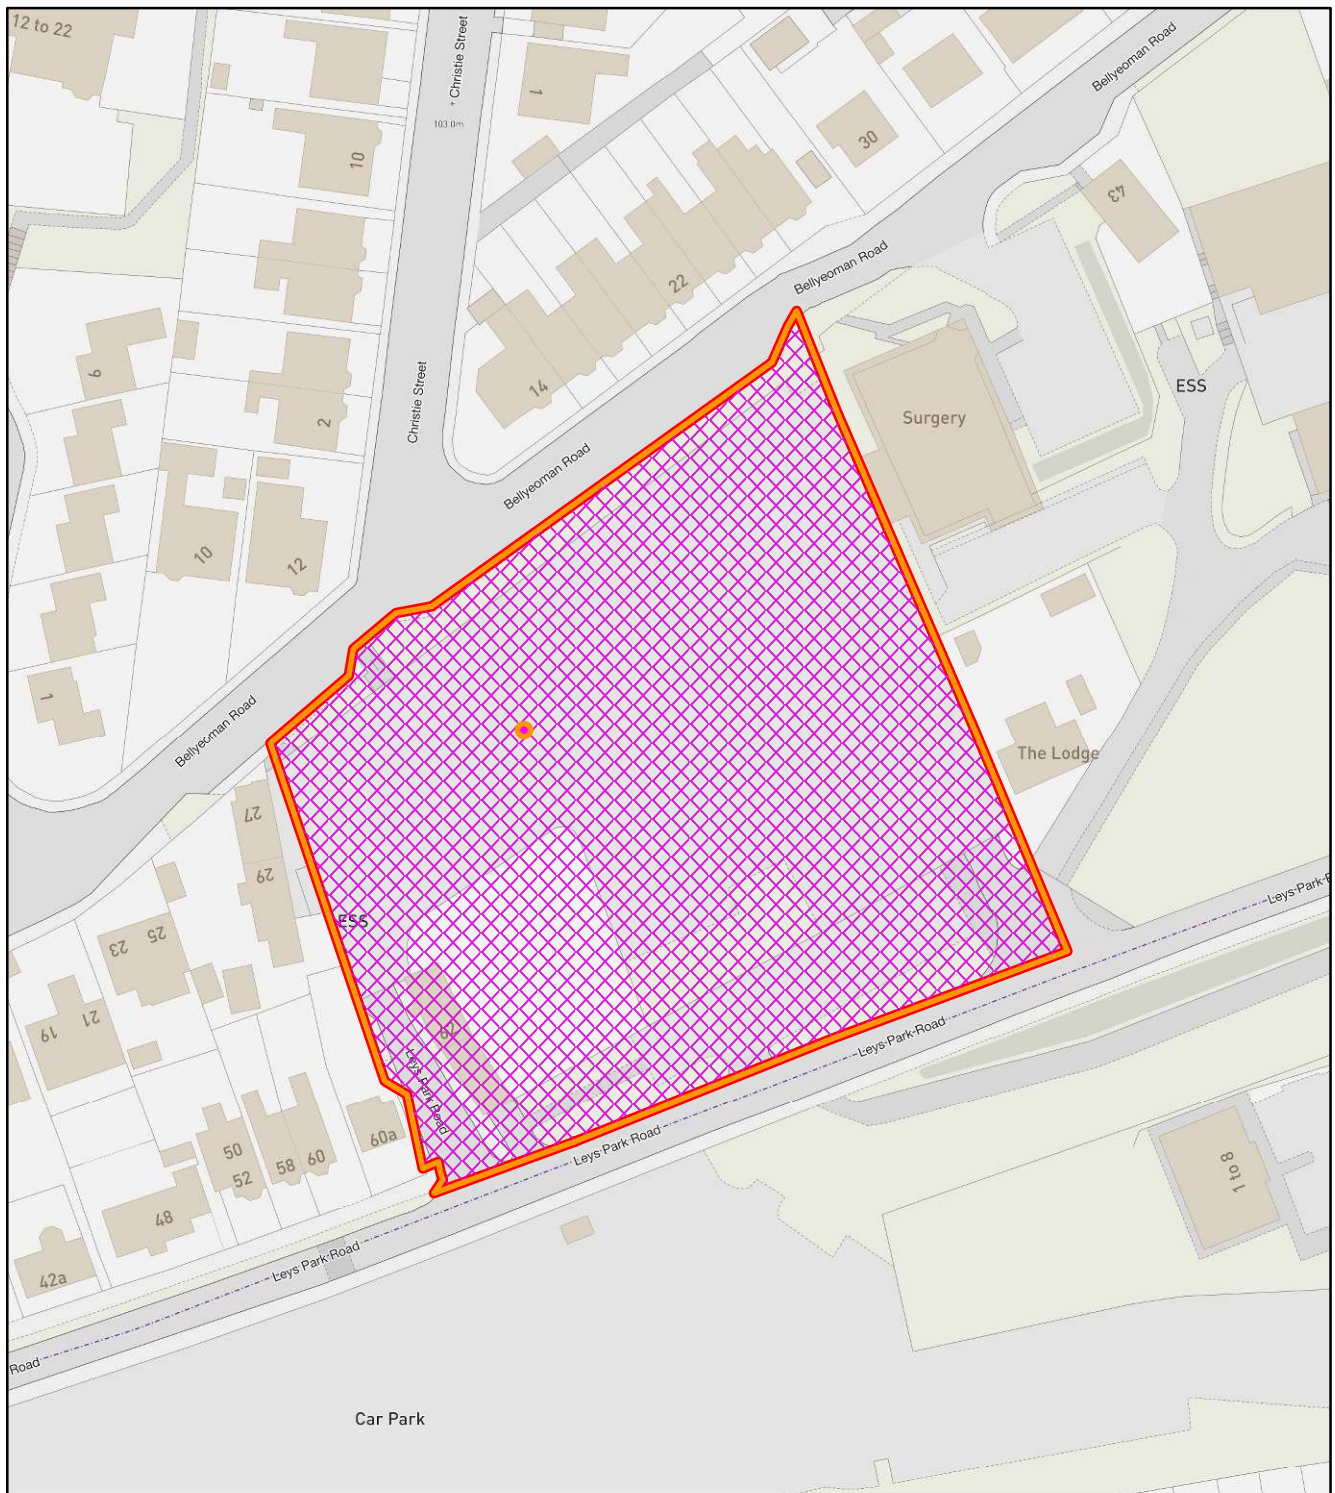 12 to 22
+ Christie Street
Bellyeoman Road
1
103.0m
10
30
43
Bellyeoman Road
22
9
14
ESS
2
Christie Street
Surgery
Bellyeoman Road
10
12
1
Bellyeoman Road
The Lodge
27
29
Leys Park R
ESS
25
23
21
19
Leys Park Road
Leys Park Road
60a
Leys Park Road
50
60
58
52
1 to 8
48
Leys Park Road
42a
Road
Car Park